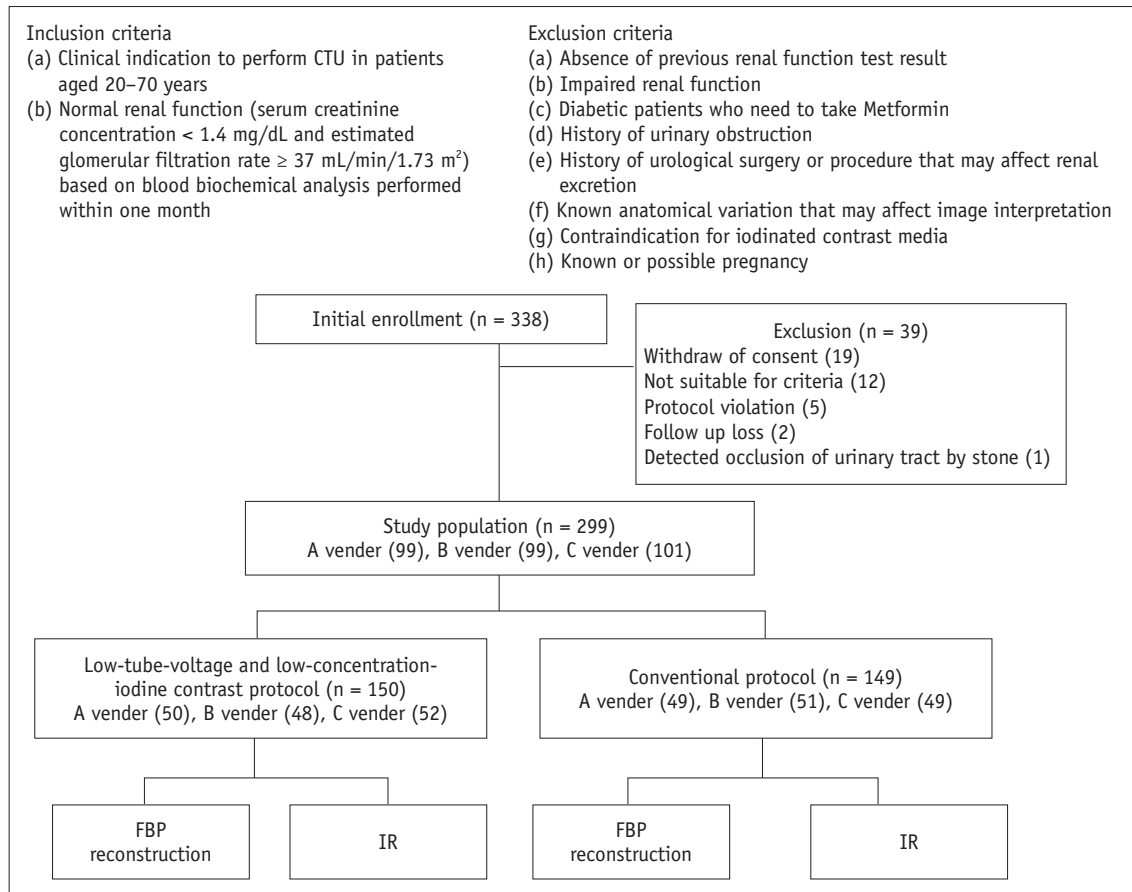 Inclusion criteria
(a) Clinical indication to perform CTU in patients
aged 20–70 years
(b) Normal renal function (serum creatinine
concentration < 1.4 mg/dL and estimated
glomerular filtration rate ≥ 37 mL/min/1.73 m²)
based on blood biochemical analysis performed
within one month
Exclusion criteria
(a) Absence of previous renal function test result
(b) Impaired renal function
(c) Diabetic patients who need to take Metformin
(d) History of urinary obstruction
(e) History of urological surgery or procedure that may affect renal
excretion
(f) Known anatomical variation that may affect image interpretation
(g) Contraindication for iodinated contrast media
(h) Known or possible pregnancy
Initial enrollment (n = 338)
Exclusion (n = 39)
Withdraw of consent (19)
Not suitable for criteria (12)
Protocol violation (5)
Follow up loss (2)
Detected occlusion of urinary tract by stone (1)
Study population (n = 299)
A vender (99), B vender (99), C vender (101)
Low-tube-voltage and low-concentration-
iodine contrast protocol (n = 150)
A vender (50), B vender (48), C vender (52)
Conventional protocol (n = 149)
A vender (49), B vender (51), C vender (49)
FBP
reconstruction
IR
FBP
reconstruction
IR